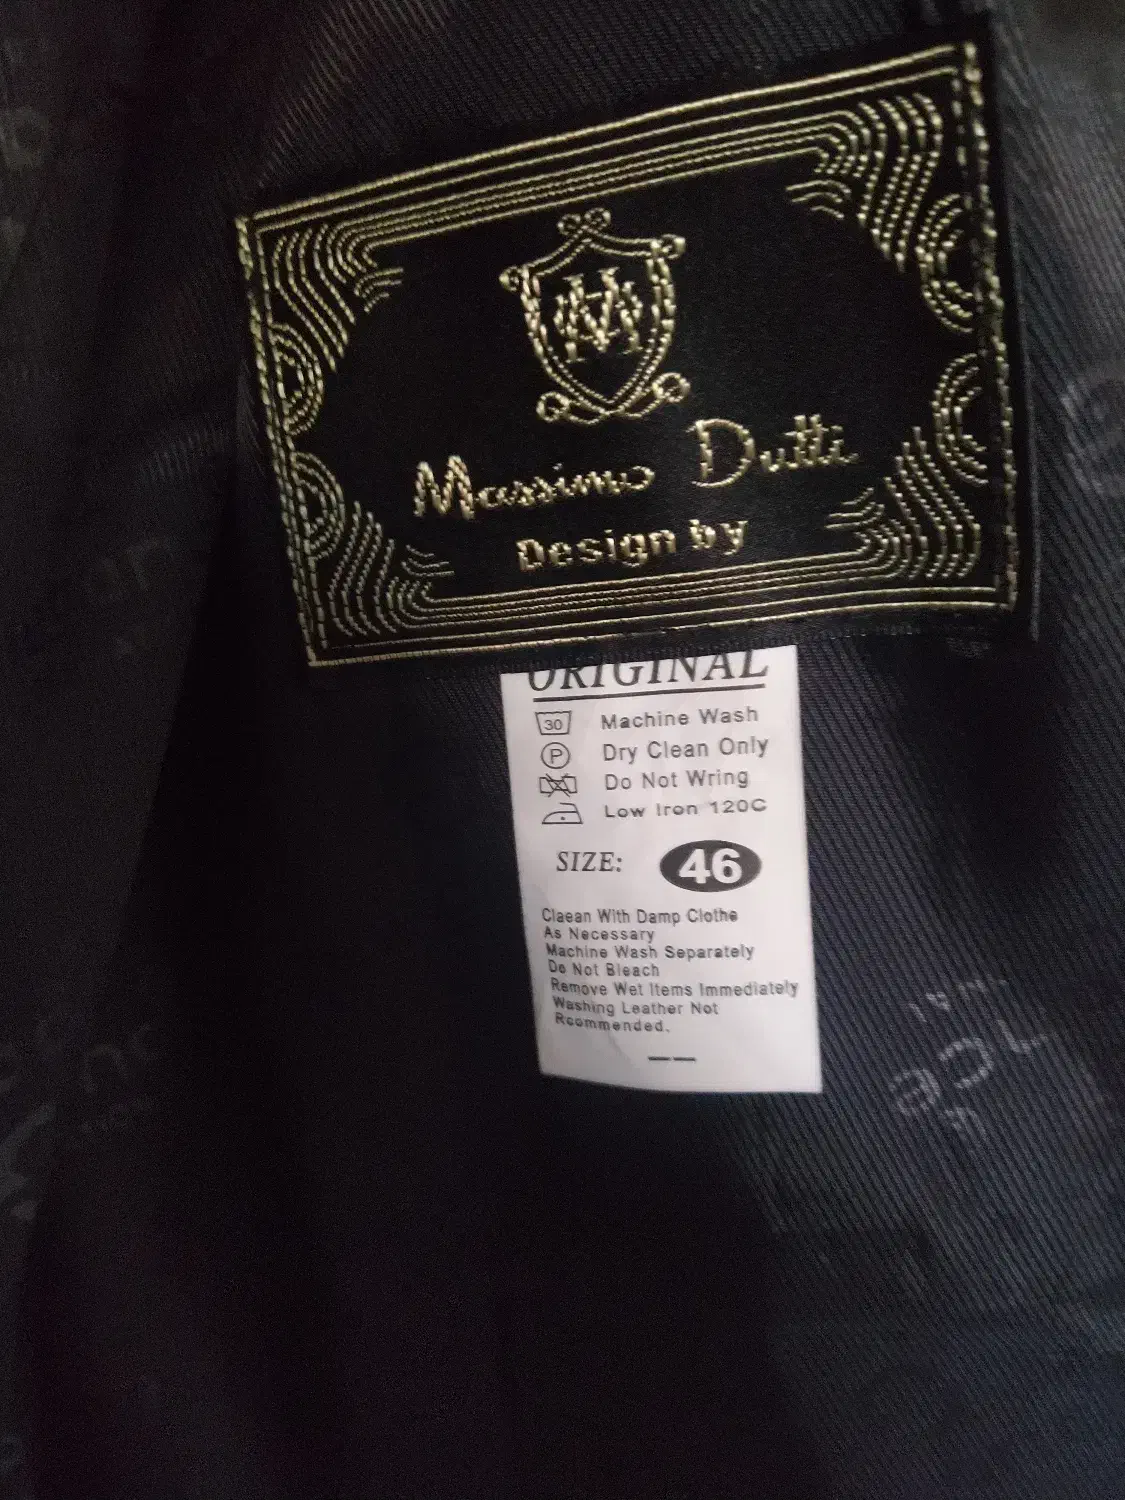 Massimo Dutti
Design by
ORIGINAL
30 Machine Wash
P Dry Clean Only
Do Not Wring
Low Iron 120C
SIZE: 46
Claean With Damp Clothe
As Necessary
Machine Wash Separately
Do Not Bleach
Remove Wet Items Immediately
Washing Leather Not
Rcommended.